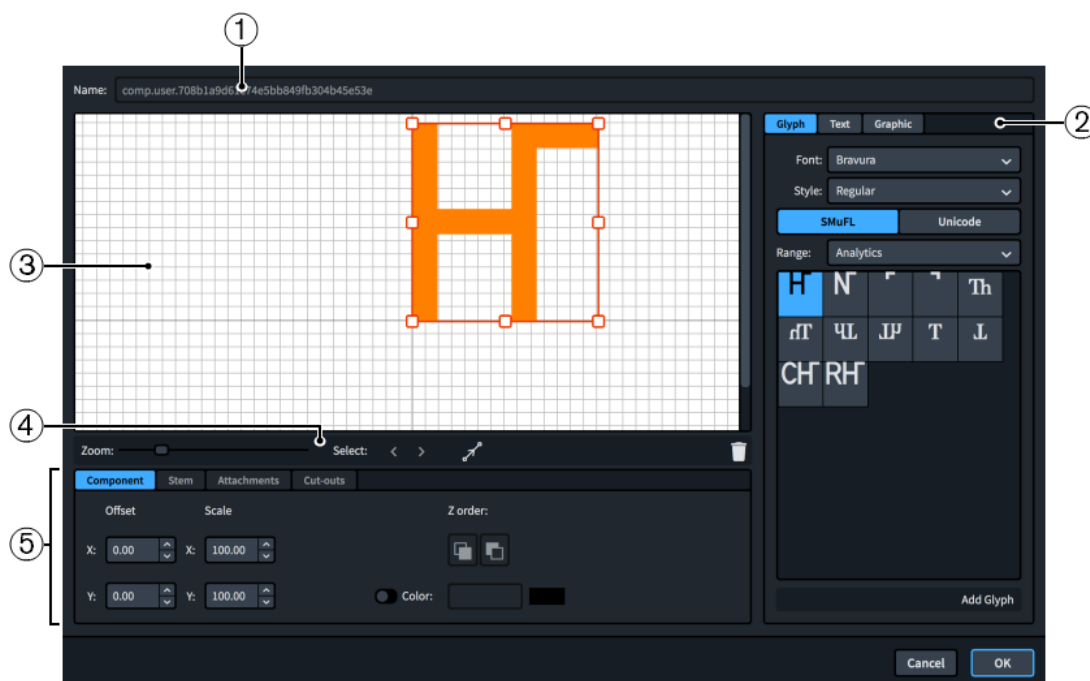 1
Name: comp.user.708b1a9d6 74e5bb849fb304b45e53e
2
Glyph Text Graphic
Font: Bravura
Style: Regular
SMuFL Unicode
3
Range: Analytics
H N Th
T
CH RH
4
Zoom: Select: < >
Component Stem Attachments Cut-outs
Offset Scale Z order:
5
X: 0.00 X: 100.00
Y: 0.00 Y: 100.00 Color:
Add Glyph
Cancel OK